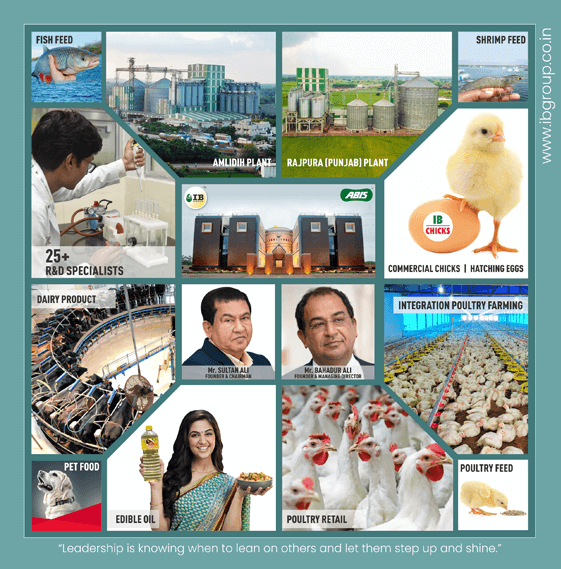 FISH FEED
SHRIMP FEED
www.ibgroup.co.in
AMLIDIH PLANT
RAJPURA (PUNJAB) PLANT
IB
ABIS
25+
R&D SPECIALISTS
IB
CHICKS
COMMERCIAL CHICKS | HATCHING EGGS
DAIRY PRODUCT
INTEGRATION POULTRY FARMING
Mr. SULTAN ALI
FOUNDER & CHAIRMAN
Mr. BAHADUR ALI
FOUNDER & MANAGING DIRECTOR
PET FOOD
EDIBLE OIL
POULTRY RETAIL
POULTRY FEED
“Leadership is knowing when to lean on others and let them step up and shine.”